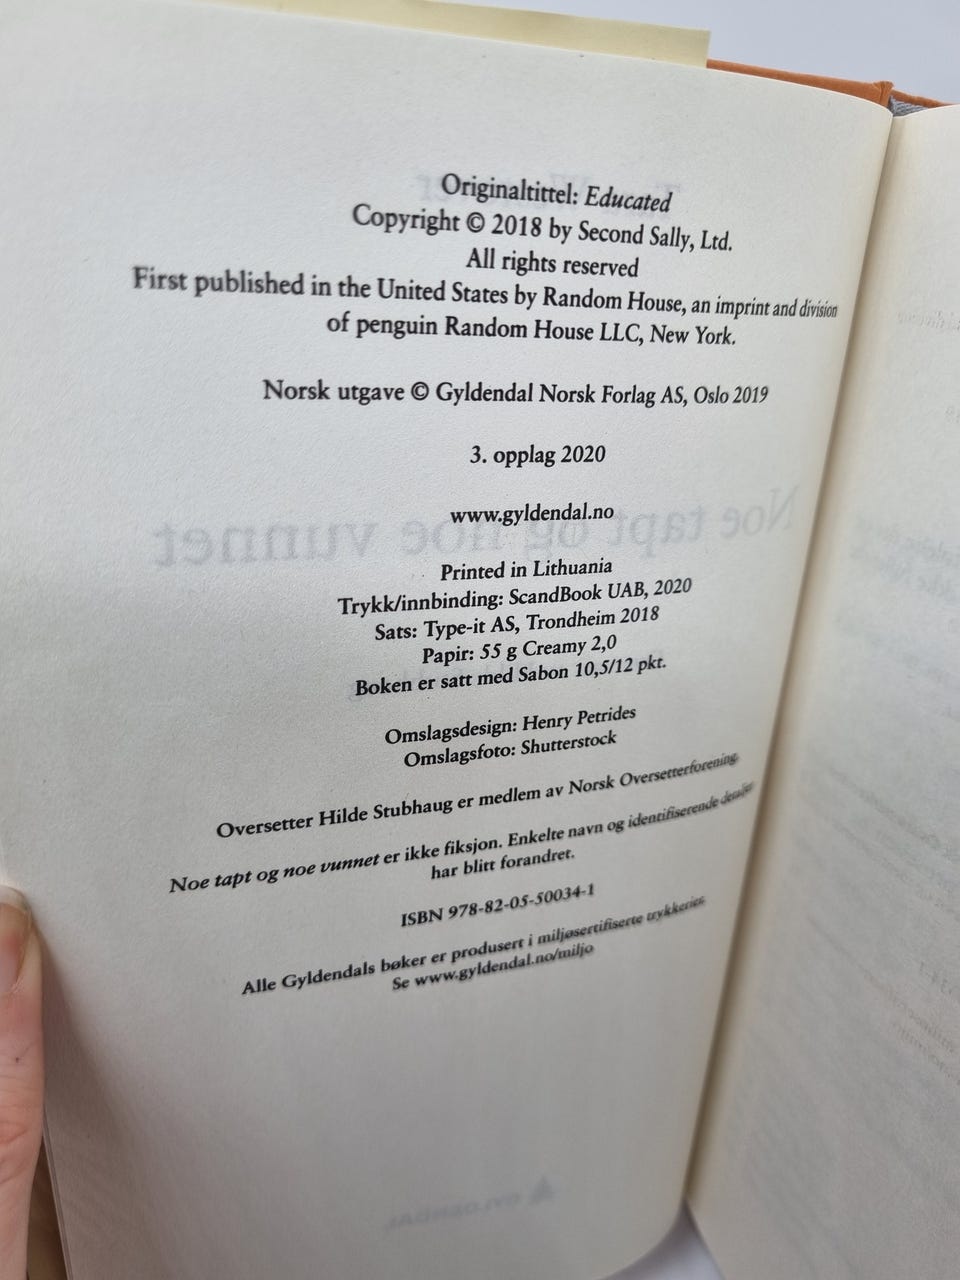 Originaltittel: Educated
Copyright © 2018 by Second Sally, Ltd.
All rights reserved
First published in the United States by Random House, an imprint and division
of penguin Random House LLC, New York.
Norsk utgave © Gyldendal Norsk Forlag AS, Oslo 2019
3. opplag 2020
www.gyldendal.no
Noe tapt og noe vunnet
Printed in Lithuania
Trykk/innbinding: ScandBook UAB, 2020
Sats: Type-it AS, Trondheim 2018
Papir: 55 g Creamy 2,0
Boken er satt med Sabon 10,5/12 pkt.
Omslagsdesign: Henry Petrides
Omslagsfoto: Shutterstock
Oversetter Hilde Stubhaug er medlem av Norsk Oversetterforening.
Noe tapt og noe vunnet er ikke fiksjon. Enkelte navn og identifiserende detaljer
har blitt forandret.
ISBN 978-82-05-50034-1
Alle Gyldendals bøker er produsert i miljøsertifiserte trykkerier.
Se www.gyldendal.no/miljo
GYLDENDAL